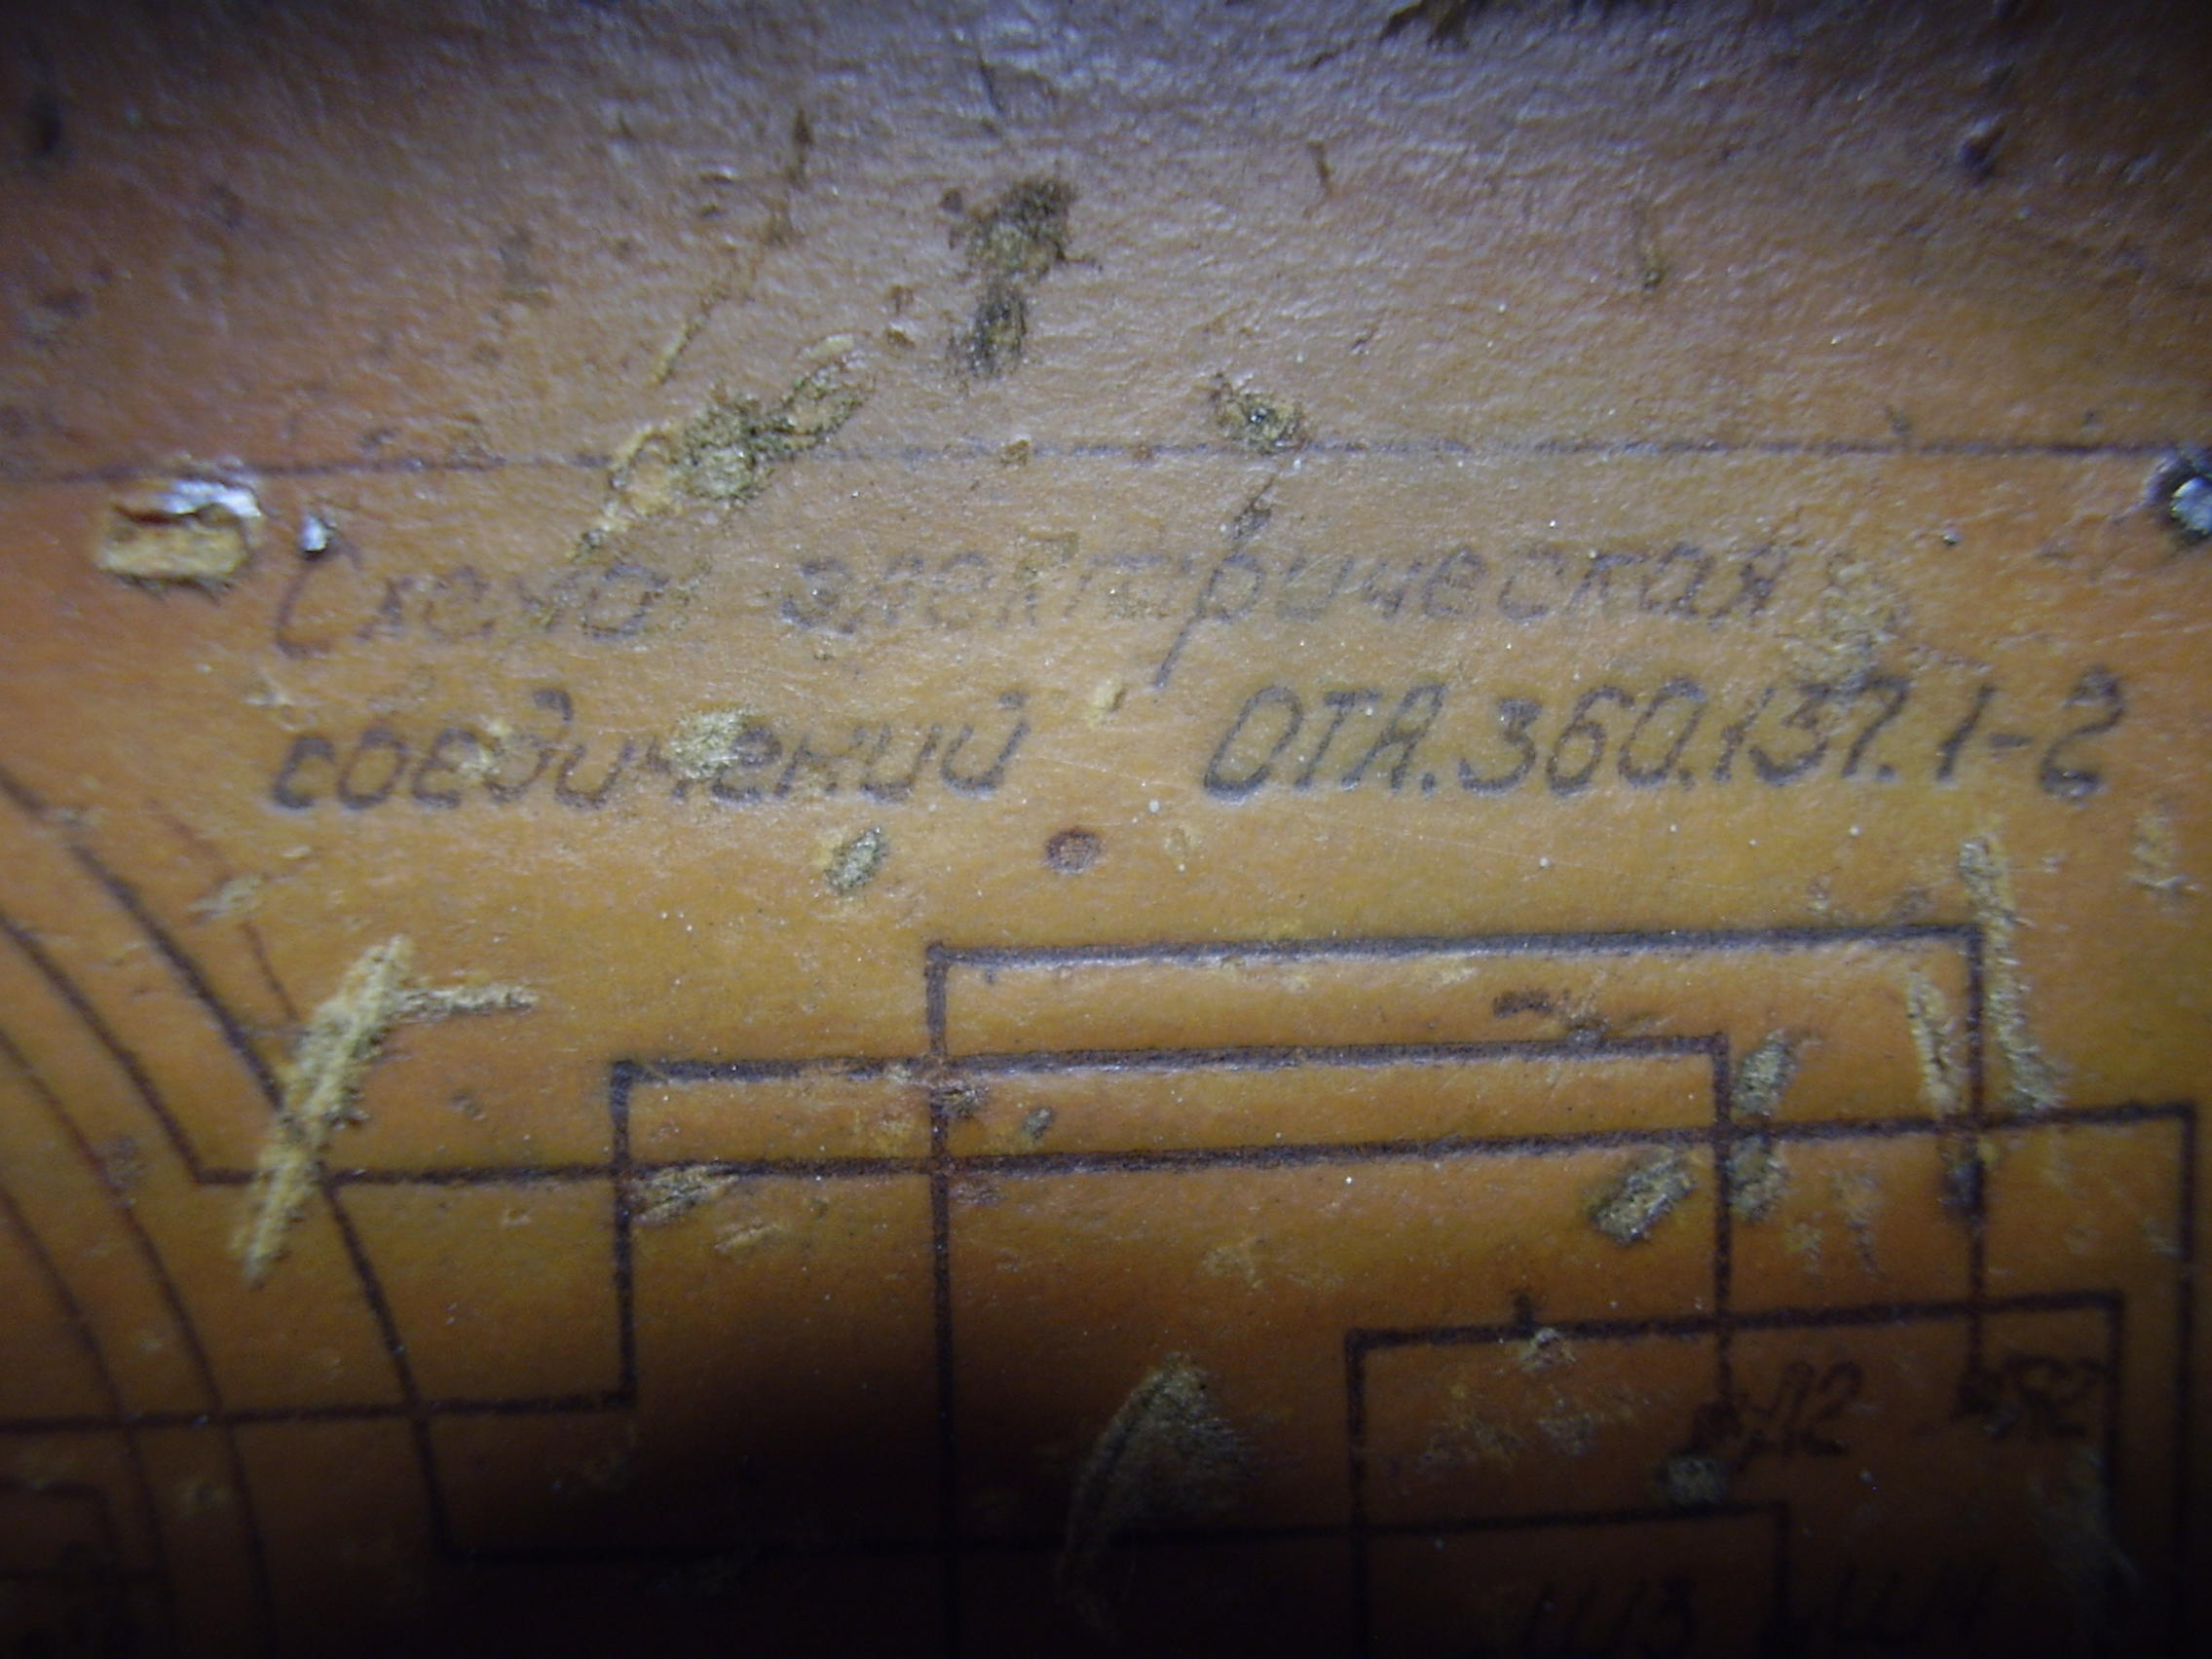 Схема электрическая
соединений ОТА.360.137.1-2